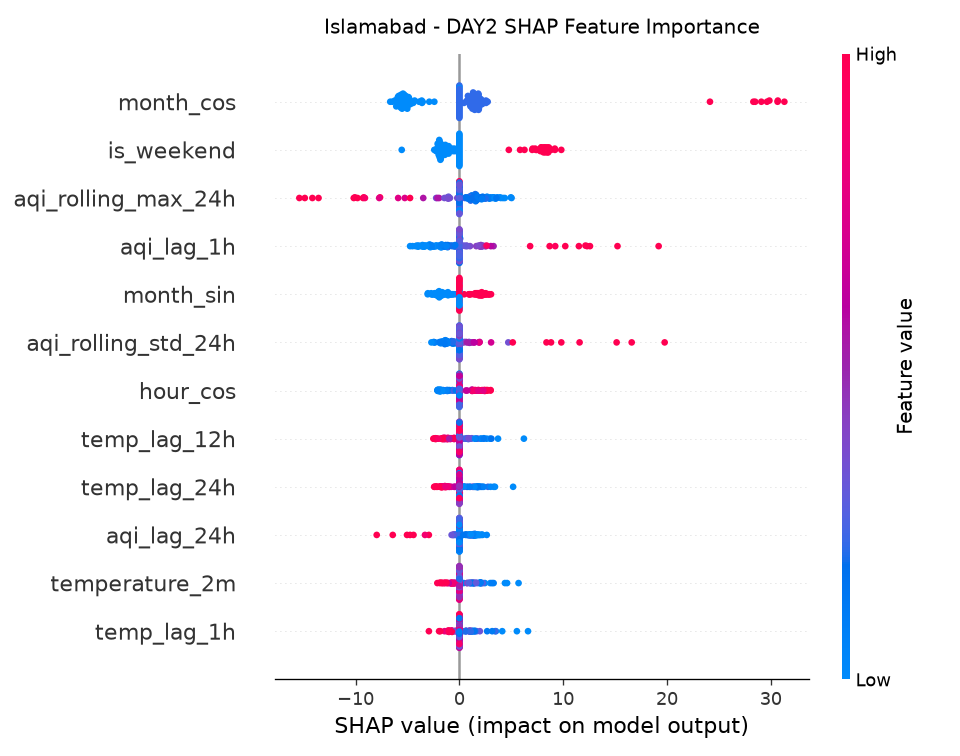 Islamabad - DAY2 SHAP Feature Importance
High
month_cos
is_weekend
aqi_rolling_max_24h
aqi_lag_1h
month_sin
aqi_rolling_std_24h
hour_cos
temp_lag_12h
temp_lag_24h
aqi_lag_24h
temperature_2m
temp_lag_1h
Feature value
Low
−10 0 10 20 30
SHAP value (impact on model output)